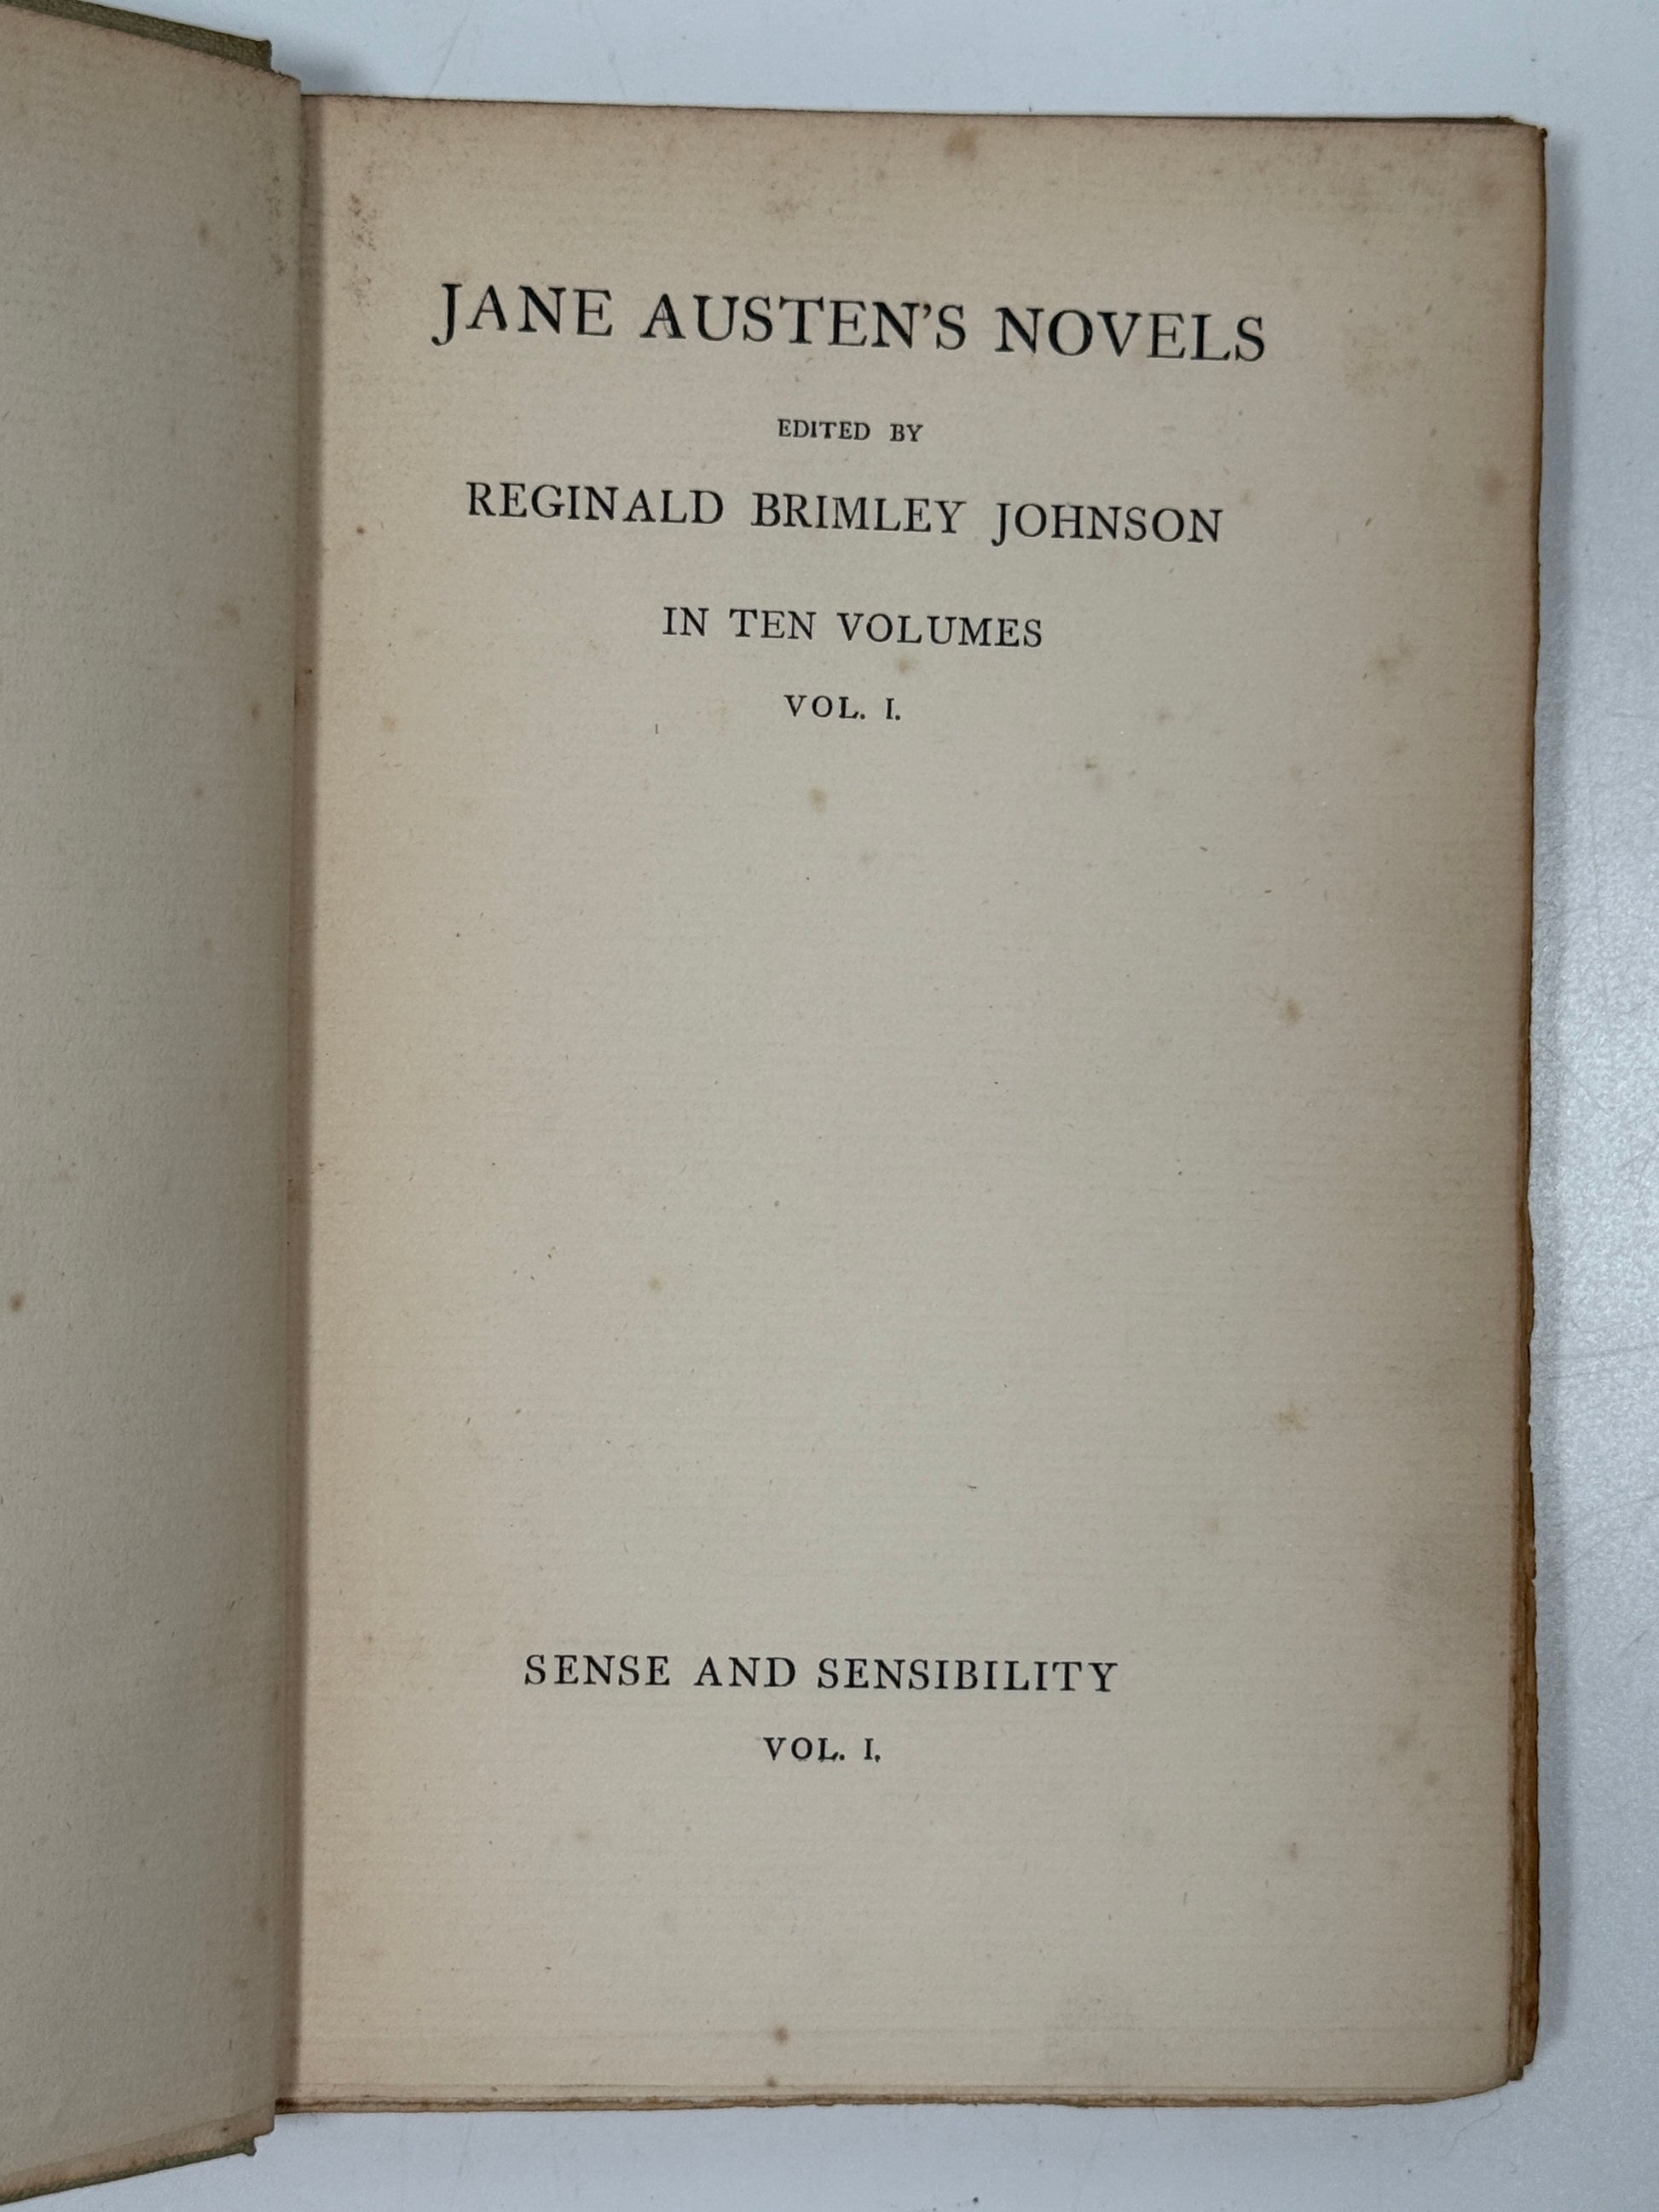 JANE AUSTEN'S NOVELS
EDITED BY
REGINALD BRIMLEY JOHNSON
IN TEN VOLUMES
VOL. I.
SENSE AND SENSIBILITY
VOL. I.